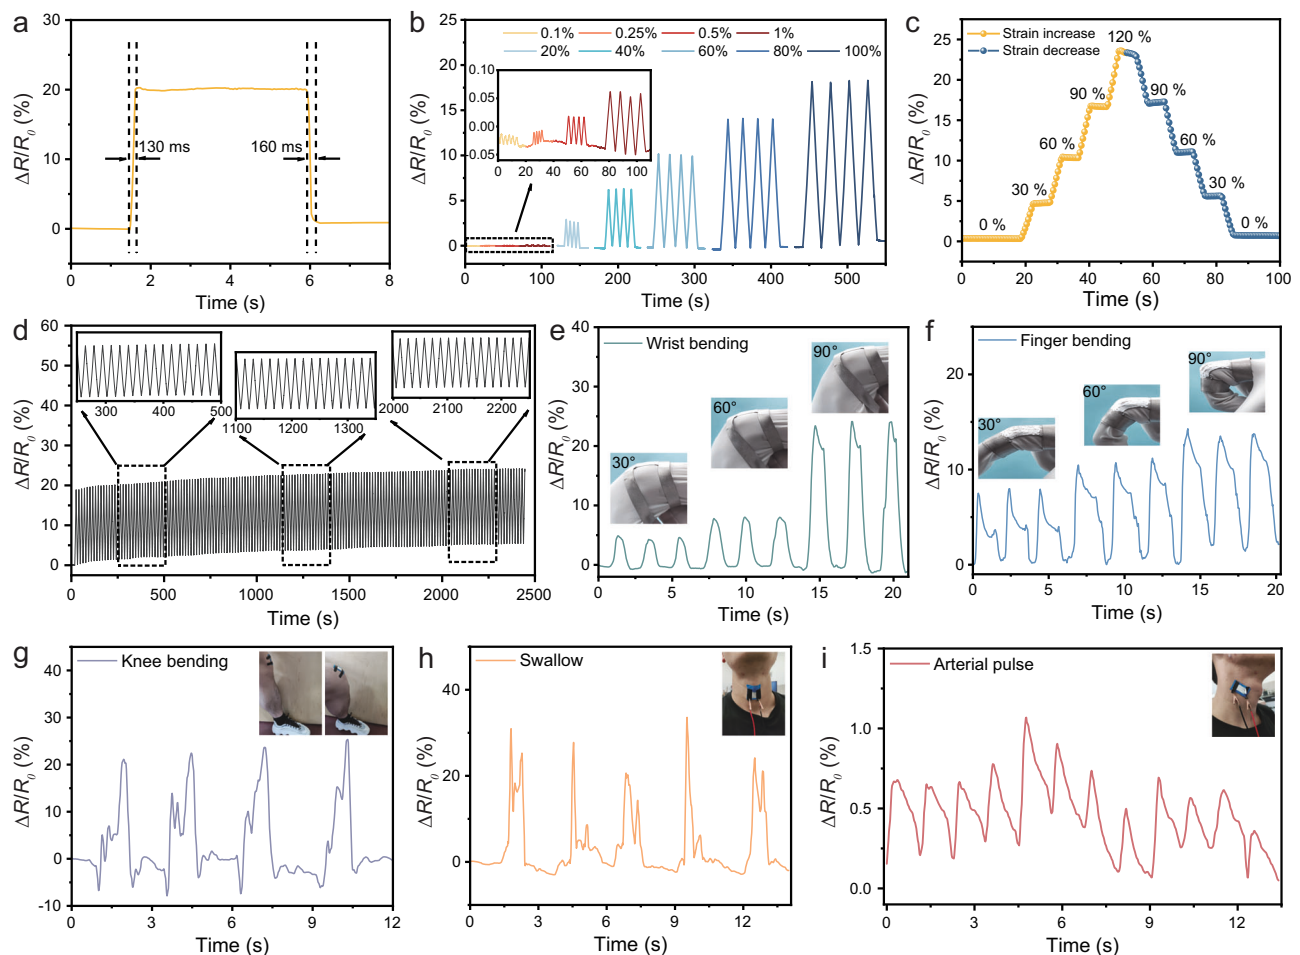 a
ΔR/R0 (%)
40
30
20
10
0
130 ms
160 ms
0 2 4 6 8
Time (s)
b
ΔR/R0 (%)
25
20
15
10
5
0
0.1% 0.25% 0.5% 1%
20% 40% 60% 80% 100%
0.10
0.05
0.00
-0.05
0 20 40 60 80 100
0 100 200 300 400 500
Time (s)
c
ΔR/R0 (%)
25
20
15
10
5
0
Strain increase
Strain decrease
120 %
90 %
90 %
60 %
60 %
30 %
30 %
0 %
0 %
0 20 40 60 80 100
Time (s)
d
ΔR/R0 (%)
60
50
40
30
20
10
0
300 400 500
1100 1200 1300
2000 2100 2200
0 500 1000 1500 2000 2500
Time (s)
e
ΔR/R0 (%)
40
30
20
10
0
Wrist bending
30°
60°
90°
0 5 10 15 20
Time (s)
f
ΔR/R0 (%)
20
10
0
Finger bending
30°
60°
90°
0 5 10 15 20
Time (s)
g
ΔR/R0 (%)
40
30
20
10
0
-10
Knee bending
0 3 6 9 12
Time (s)
h
ΔR/R0 (%)
40
20
0
Swallow
0 3 6 9 12
Time (s)
i
ΔR/R0 (%)
1.5
1.0
0.5
0.0
Arterial pulse
0 3 6 9 12
Time (s)